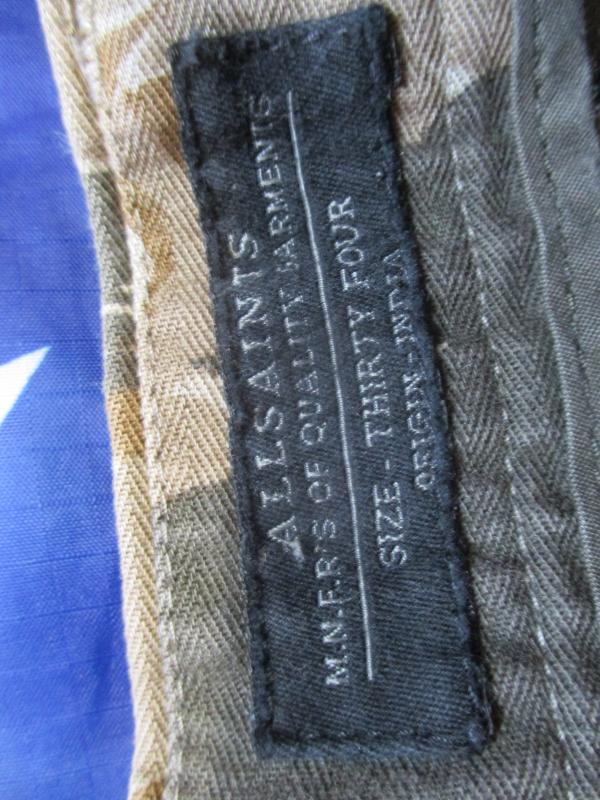 ALLSAINTS
M.N.F.R'S OF QUALITY GARMENTS
SIZE - THIRTY FOUR
ORIGIN - INDIA